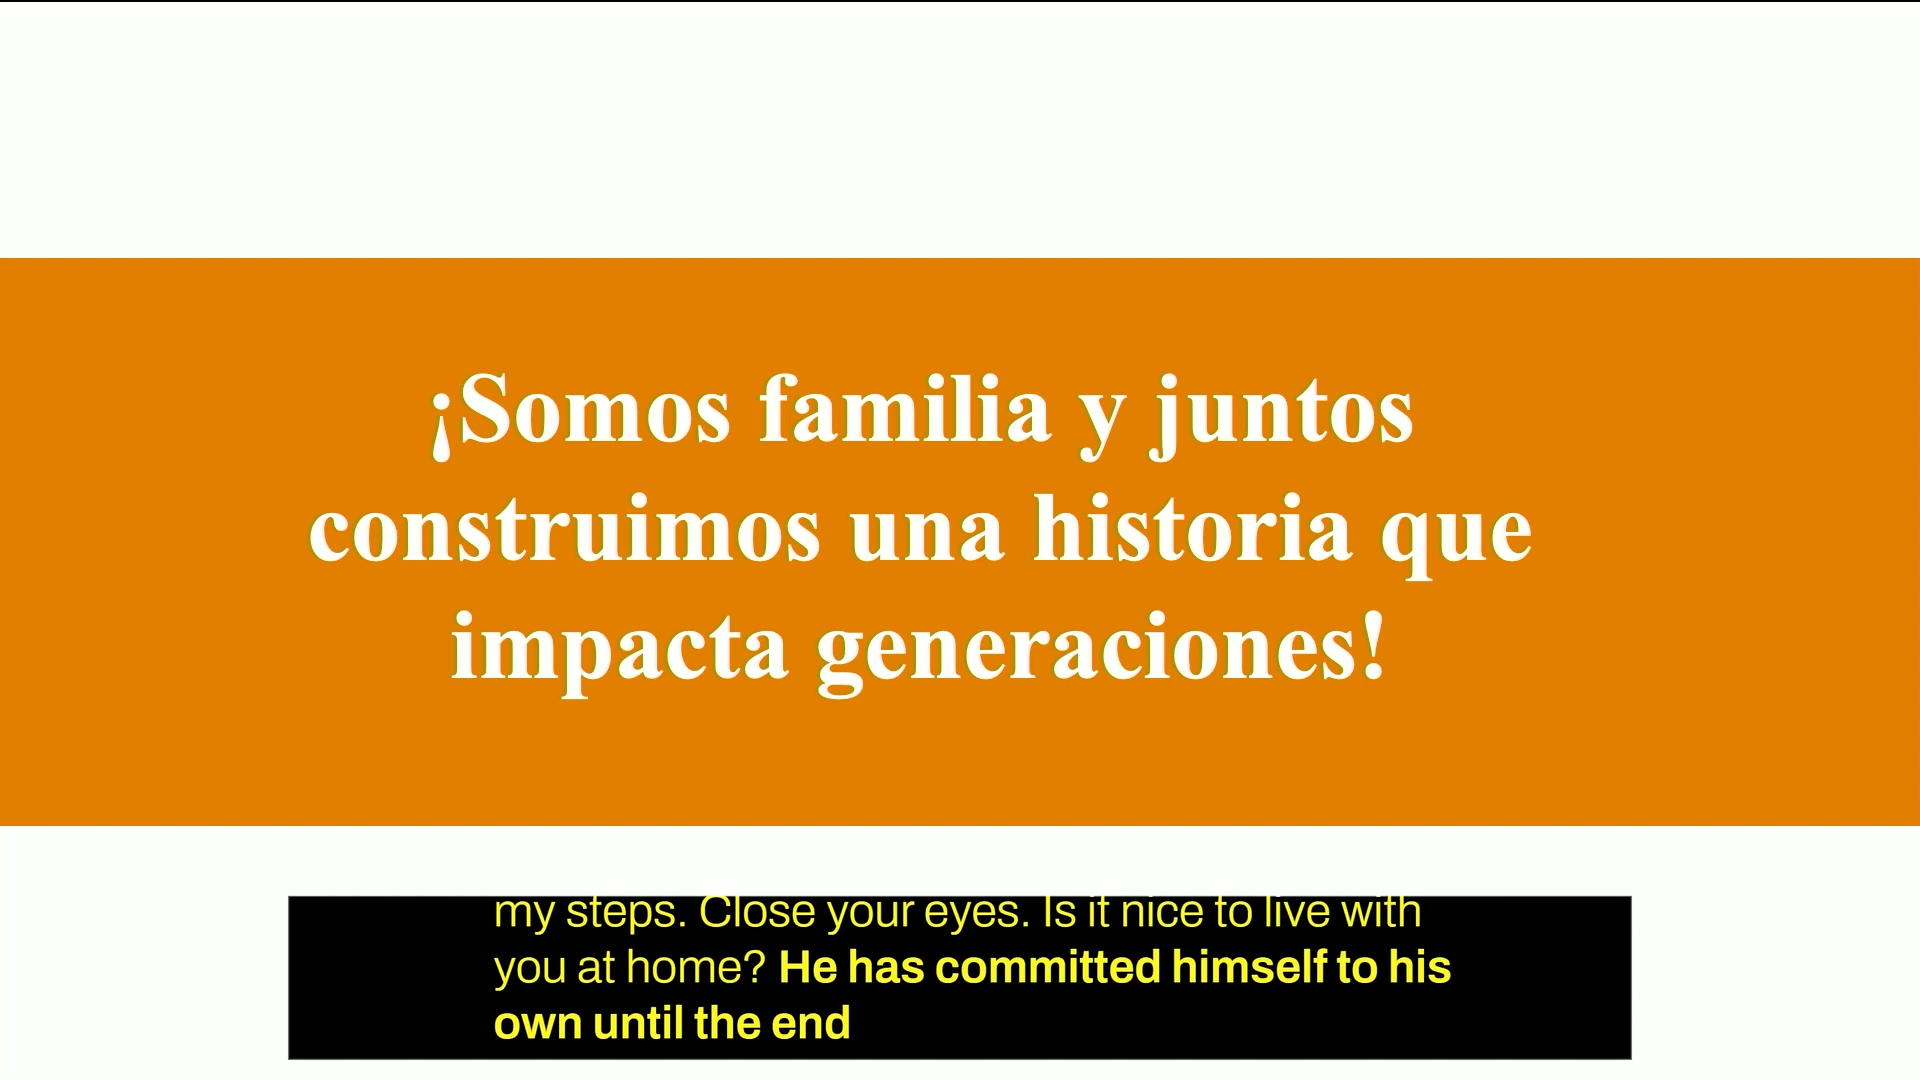 ¡Somos familia y juntos
construimos una historia que
impacta generaciones!
my steps. Close your eyes. Is it nice to live with
you at home? He has committed himself to his
own until the end